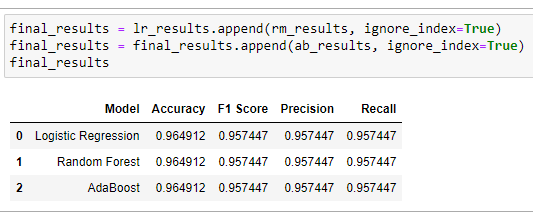 final_results = lr_results.append(rm_results, ignore_index=True)
final_results = final_results.append(ab_results, ignore_index=True)
final_results
Model Accuracy F1 Score Precision Recall
0 Logistic Regression 0.964912 0.957447 0.957447 0.957447
1 Random Forest 0.964912 0.957447 0.957447 0.957447
2 AdaBoost 0.964912 0.957447 0.957447 0.957447